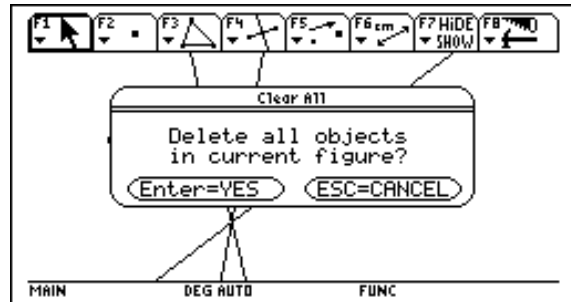 F1 F2 F3 F4 F5 F6 cm F7 HiDE F8
SHOW
Clear All
Delete all objects
in current figure?
Enter=YES ESC=CANCEL
MAIN DEG AUTO FUNC